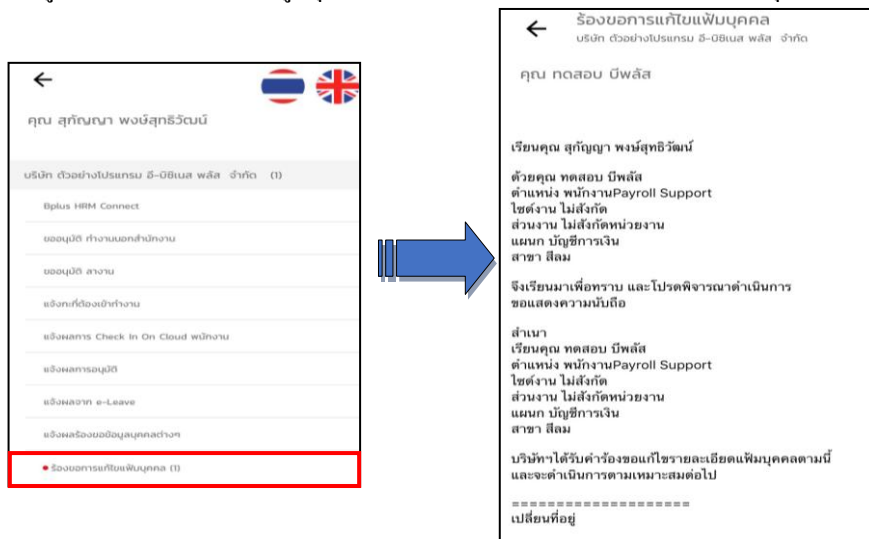 คุณ สุกัญญา พงษ์สุทธิวัฒน์
บริษัท ตัวอย่างโปรแกรม อี-บิซิเนส พลัส จำกัด (1)
Bplus HRM Connect
ขออนุมัติ ทำงานนอกสำนักงาน
ขออนุมัติ ลางาน
แจ้งกะที่ต้องเข้าทำงาน
แจ้งผลการ Check In On Cloud พนักงาน
แจ้งผลการอนุมัติ
แจ้งผลจาก e-Leave
แจ้งผลร้องขอข้อมูลบุคคลต่างๆ
ร้องขอการแก้ไขแฟ้มบุคคล (1)
ร้องขอการแก้ไขแฟ้มบุคคล
บริษัท ตัวอย่างโปรแกรม อี-บิซิเนส พลัส จำกัด
คุณ ทดสอบ บีพลัส
เรียนคุณ สุกัญญา พงษ์สุทธิวัฒน์
ด้วยคุณ ทดสอบ บีพลัส
ตำแหน่ง พนักงานPayroll Support
ไซด์งาน ไม่สังกัด
ส่วนงาน ไม่สังกัดหน่วยงาน
แผนก บัญชีการเงิน
สาขา สีลม
จึงเรียนมาเพื่อทราบ และโปรดพิจารณาดำเนินการ
ขอแสดงความนับถือ
สำเนา
เรียนคุณ ทดสอบ บีพลัส
ตำแหน่ง พนักงานPayroll Support
ไซด์งาน ไม่สังกัด
ส่วนงาน ไม่สังกัดหน่วยงาน
แผนก บัญชีการเงิน
สาขา สีลม
บริษัทฯได้รับคำร้องขอแก้ไขรายละเอียดแฟ้มบุคคลตามนี้
และจะดำเนินการตามเหมาะสมต่อไป
====================
เปลี่ยนที่อยู่